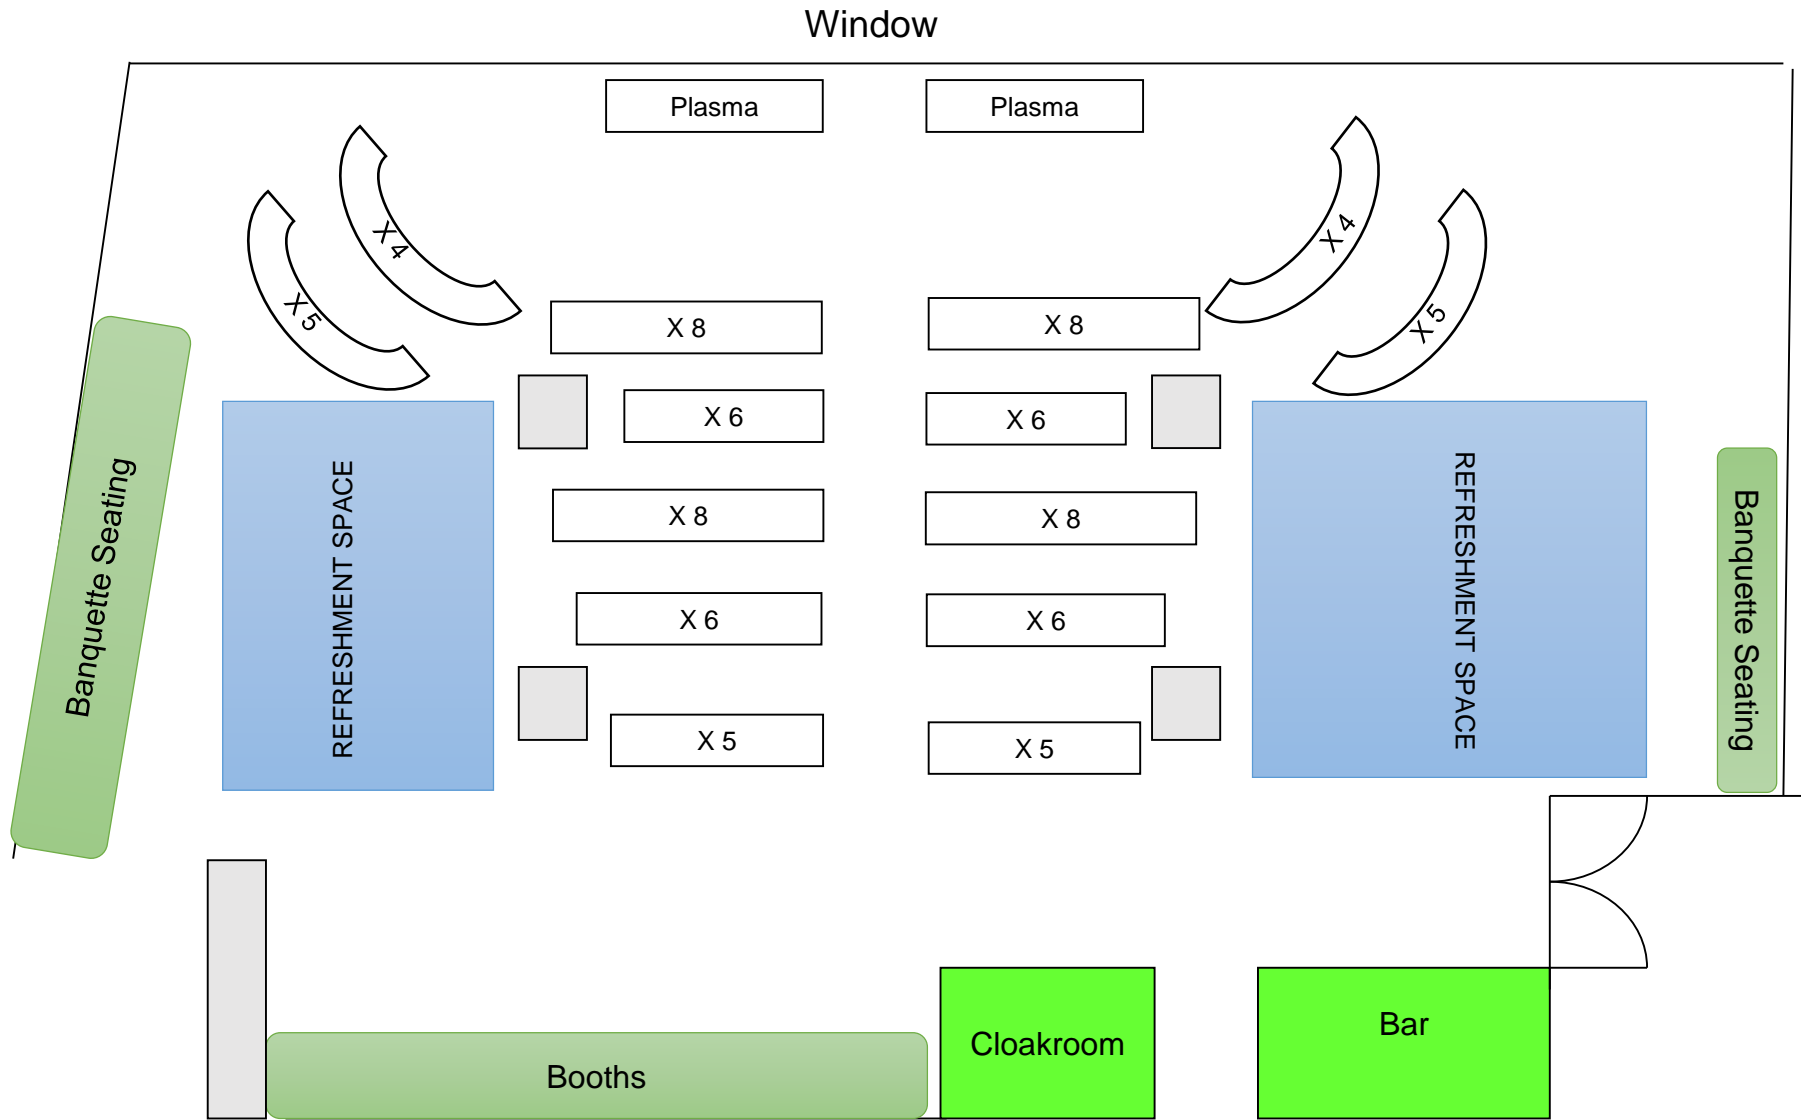 Window
Plasma
Plasma
X 4
X 4
X 5
X 5
X 8
X 8
X 6
X 6
X 8
X 8
X 6
X 6
X 5
X 5
Banquette Seating
REFRESHMENT SPACE
REFRESHMENT SPACE
Banquette Seating
Booths
Cloakroom
Bar